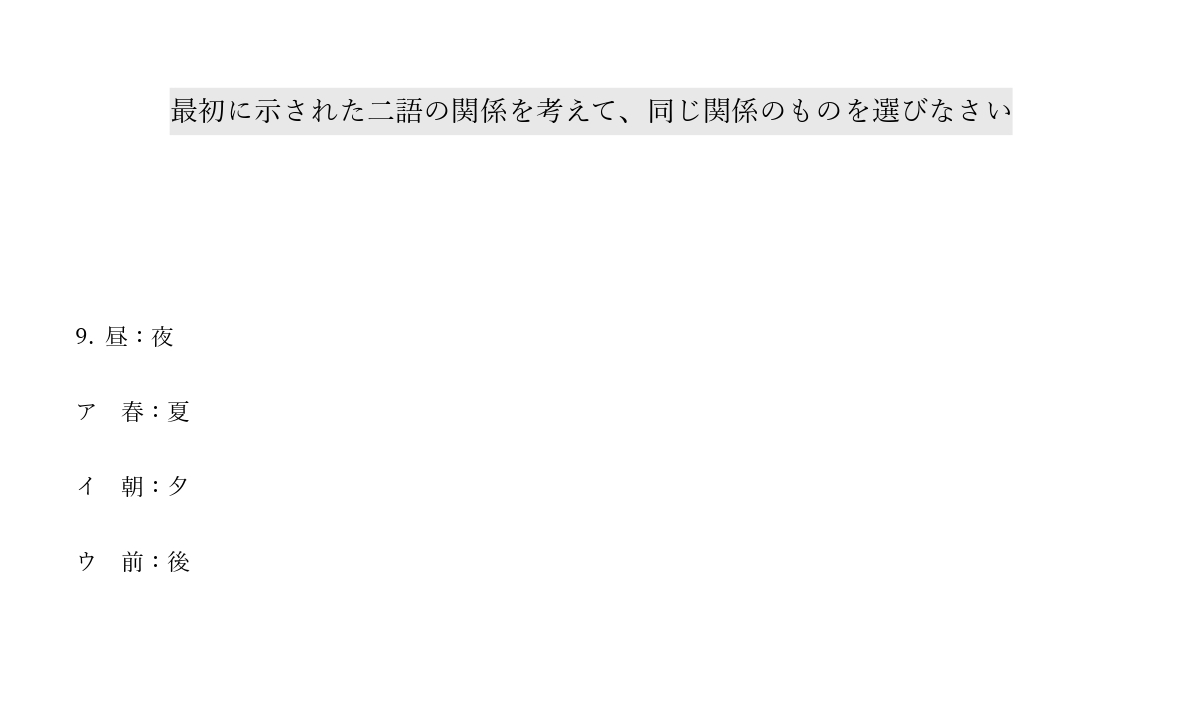 最初に示された二語の関係を考えて、同じ関係のものを選びなさい
9. 昼：夜
ア　春：夏
イ　朝：夕
ウ　前：後